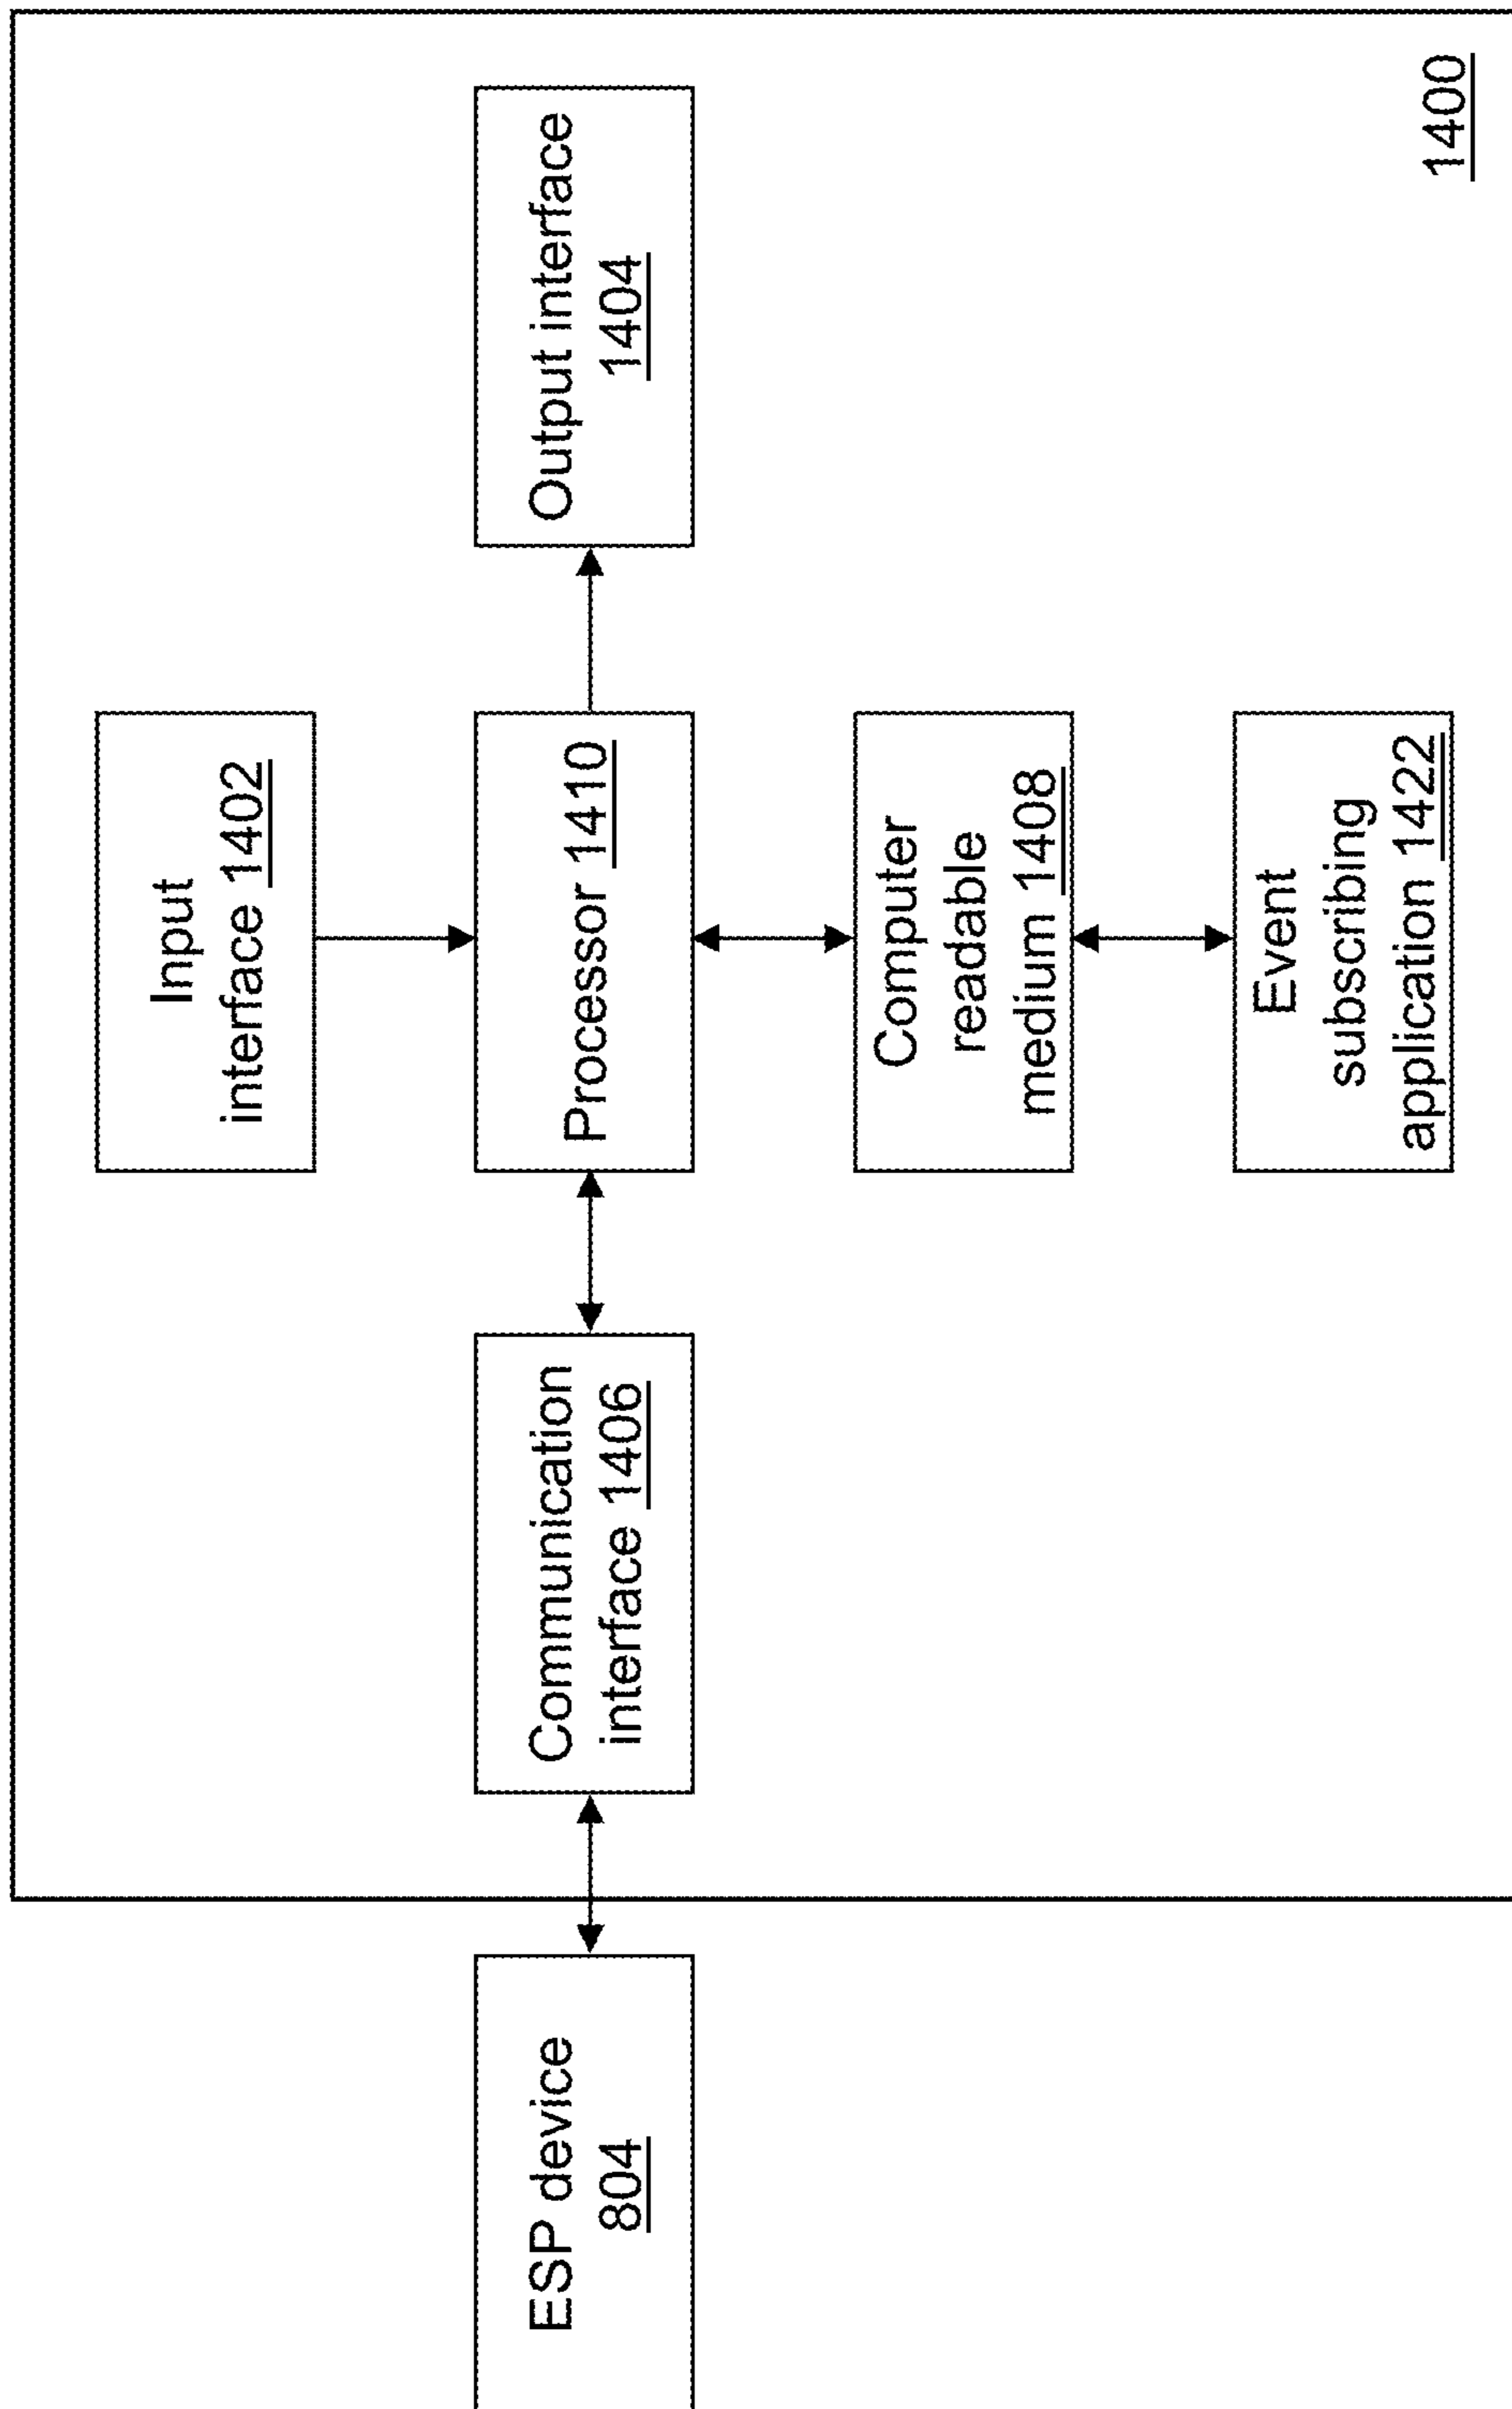 Input
interface 1402
ESP device
804
Communication
interface 1406
Processor 1410
Output interface
1404
Computer
readable
medium 1408
Event
subscribing
application 1422
1400